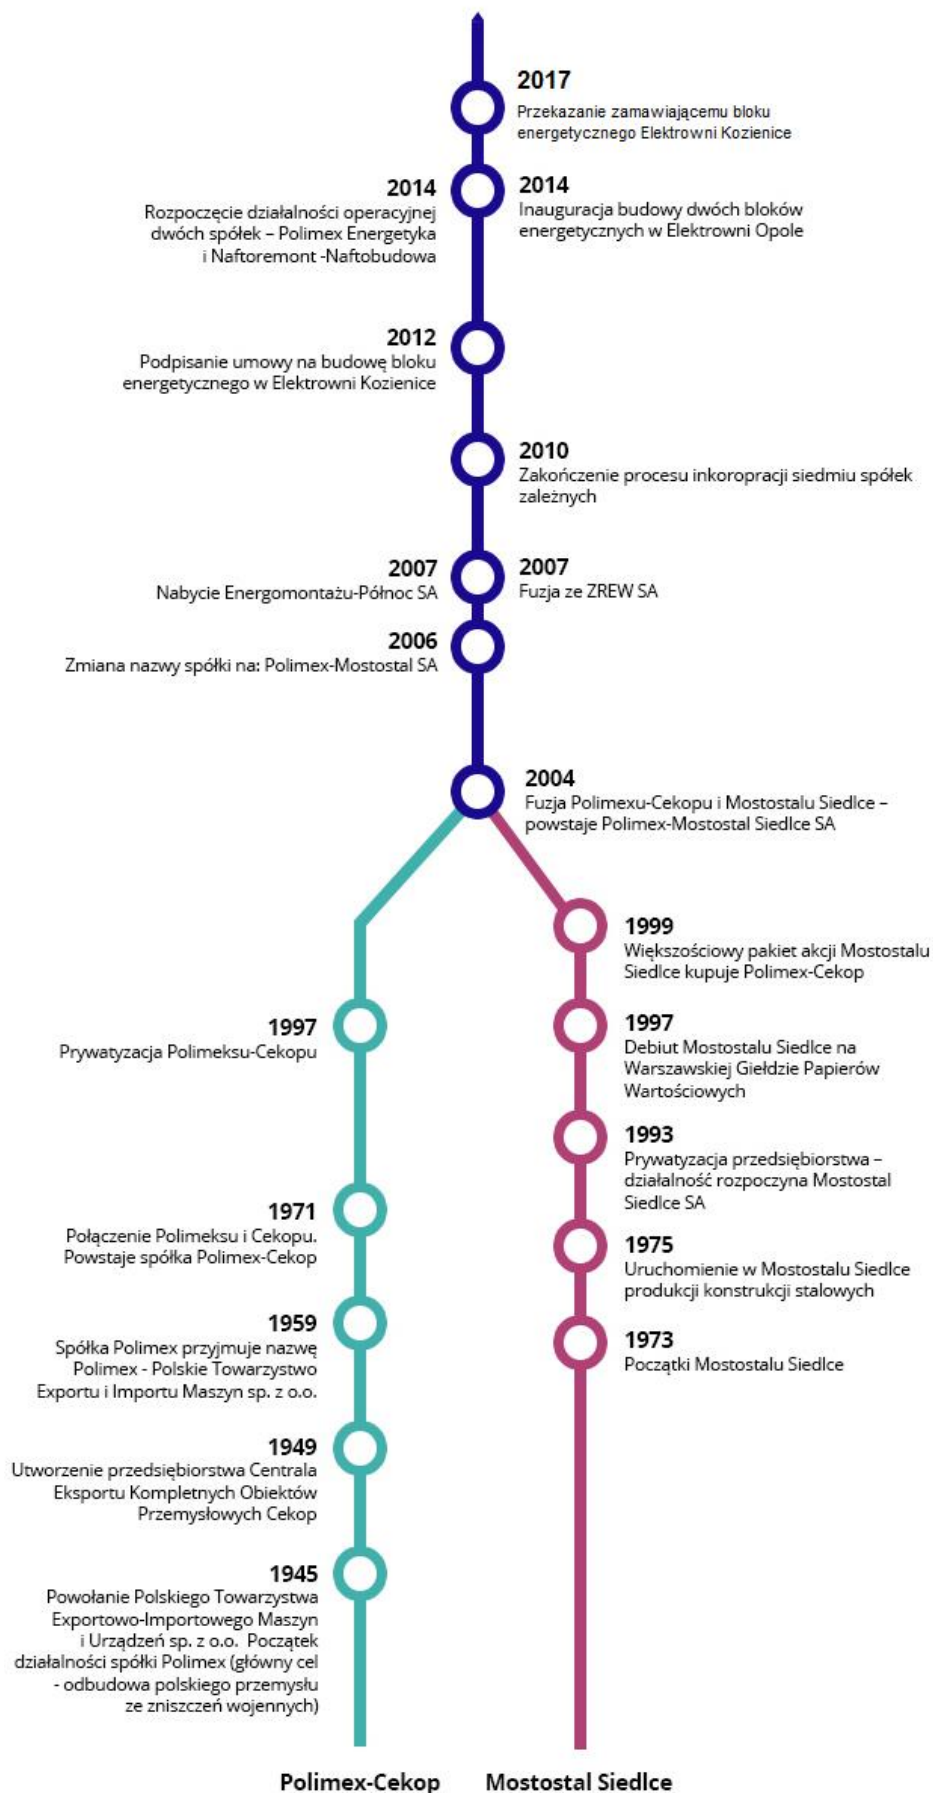 2017
Przekazanie zamawiającemu bloku
energetycznego Elektrowni Kozienice
2014
Rozpoczęcie działalności operacyjnej
dwóch spółek – Polimex Energetyka
i Naftoremont -Naftobudowa
2014
Inauguracja budowy dwóch bloków
energetycznych w Elektrowni Opole
2012
Podpisanie umowy na budowę bloku
energetycznego w Elektrowni Kozienice
2010
Zakończenie procesu inkoropracji siedmiu spółek
zależnych
2007
Nabycie Energomontażu-Północ SA
2007
Fuzja ze ZREW SA
2006
Zmiana nazwy spółki na: Polimex-Mostostal SA
2004
Fuzja Polimexu-Cekopu i Mostostalu Siedlce –
powstaje Polimex-Mostostal Siedlce SA
1999
Większościowy pakiet akcji Mostostalu
Siedlce kupuje Polimex-Cekop
1997
Prywatyzacja Polimeksu-Cekopu
1997
Debiut Mostostalu Siedlce na
Warszawskiej Giełdzie Papierów
Wartościowych
1993
Prywatyzacja przedsiębiorstwa –
działalność rozpoczyna Mostostal
Siedlce SA
1971
Połączenie Polimeksu i Cekopu.
Powstaje spółka Polimex-Cekop
1975
Uruchomienie w Mostostalu Siedlce
produkcji konstrukcji stalowych
1959
Spółka Polimex przyjmuje nazwę
Polimex - Polskie Towarzystwo
Exportu i Importu Maszyn sp. z o.o.
1973
Początki Mostostalu Siedlce
1949
Utworzenie przedsiębiorstwa Centrala
Eksportu Kompletnych Obiektów
Przemysłowych Cekop
1945
Powołanie Polskiego Towarzystwa
Exportowo-Importowego Maszyn
i Urządzeń sp. z o.o. Początek
działalności spółki Polimex (główny cel
- odbudowa polskiego przemysłu
ze zniszczeń wojennych)
Polimex-Cekop
Mostostal Siedlce